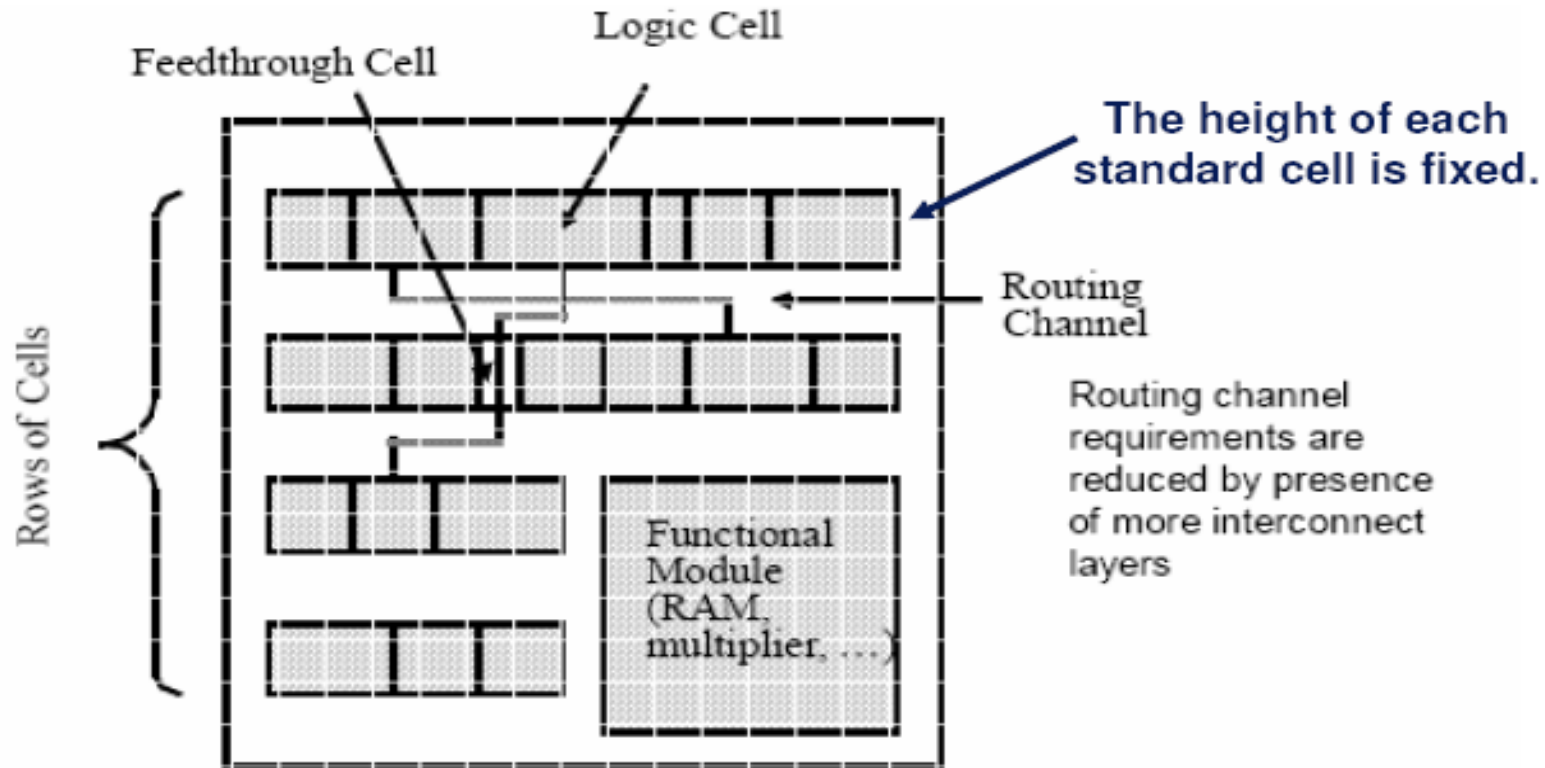 Logic Cell
Feedthrough Cell
The height of each
standard cell is fixed.
Routing
Channel
Rows of Cells
Routing channel
requirements are
reduced by presence
of more interconnect
layers
Functional
Module
(RAM,
multiplier, …)